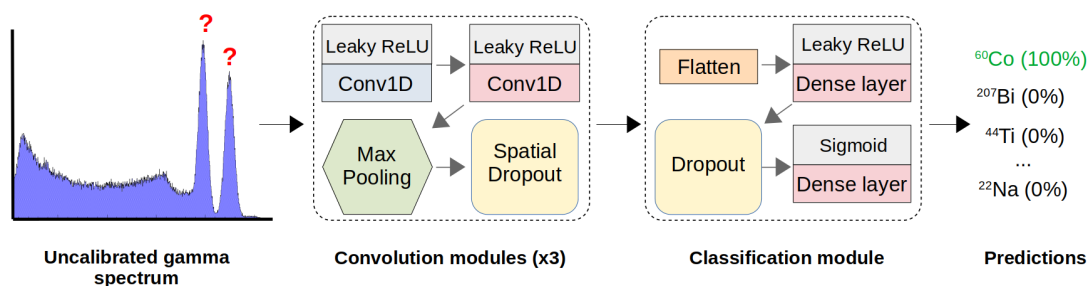 ?
?
Uncalibrated gamma
spectrum
Leaky ReLU
Conv1D
Leaky ReLU
Conv1D
Max
Pooling
Spatial
Dropout
Convolution modules (x3)
Flatten
Leaky ReLU
Dense layer
Dropout
Sigmoid
Dense layer
Classification module
⁶⁰Co (100%)
²⁰⁷Bi (0%)
⁴⁴Ti (0%)
...
²²Na (0%)
Predictions